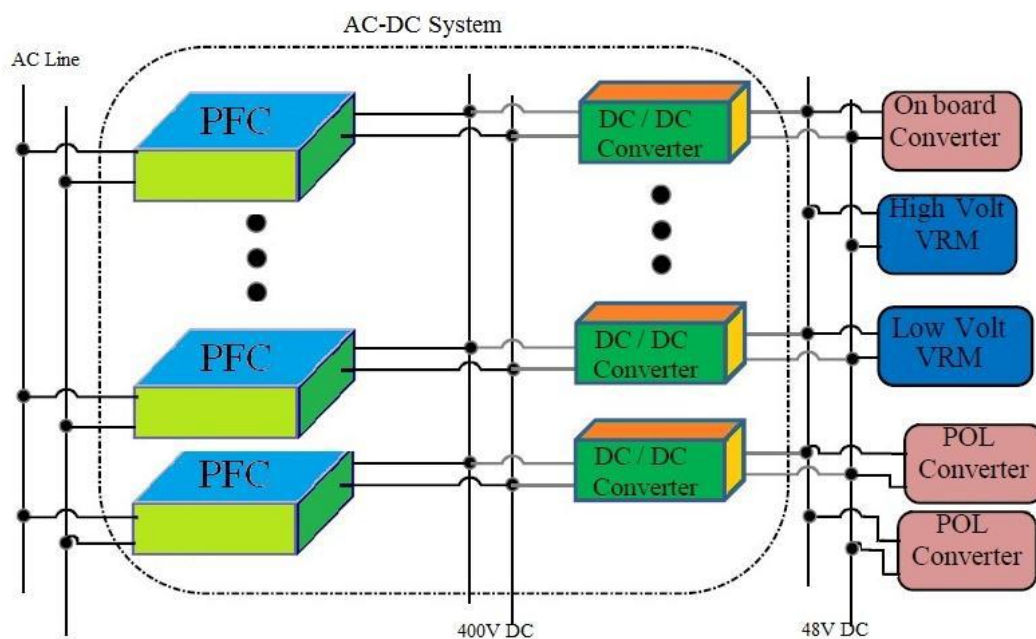 AC-DC System
AC Line
PFC
DC / DC
Converter
On board
Converter
High Volt
VRM
PFC
DC / DC
Converter
Low Volt
VRM
PFC
DC / DC
Converter
POL
Converter
POL
Converter
400V DC
48V DC